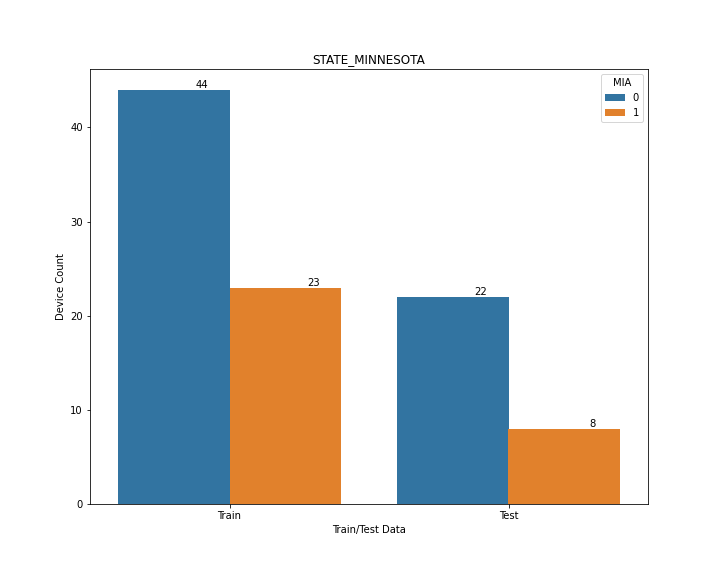 STATE_MINNESOTA
MIA
0
1
44
23
22
8
40
30
20
10
0
Device Count
Train
Test
Train/Test Data